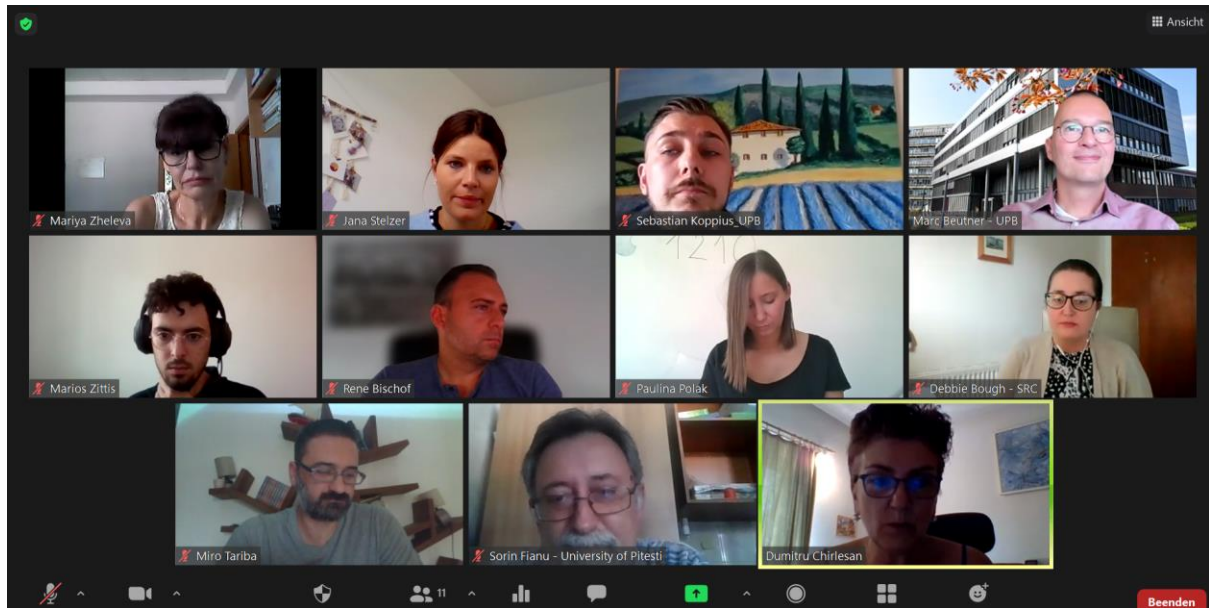 Ansicht
Mariya Zheleva
Jana Stelzer
Sebastian Koppius_UPB
Marc Beutner - UPB
1210
Marios Zittis
Rene Bischof
Paulina Polak
Debbie Bough - SRC
Miro Tariba
Sorin Fianu - University of Pitesti
Dumitru Chirlesan
11
Beenden